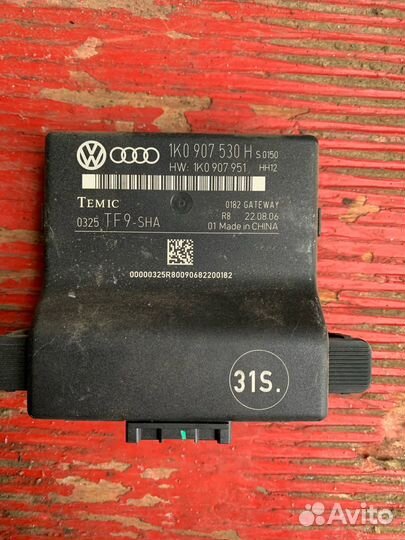 1K0 907 530 H S 0150
HW: 1K0 907 951 HH12
TEMIC
0182 GATEWAY
0325 TF9-SHA
R8 22.08.06
01 Made in CHINA
00000325R80090682200182
31S.
Avito